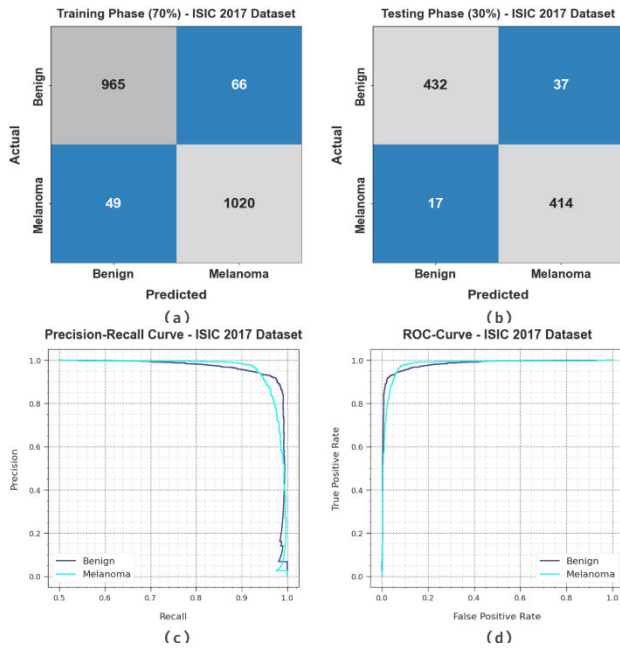 Training Phase (70%) - ISIC 2017 Dataset
Actual
Benign
Melanoma
965
66
49
1020
Benign
Melanoma
Predicted
(a)
Testing Phase (30%) - ISIC 2017 Dataset
Actual
Benign
Melanoma
432
37
17
414
Benign
Melanoma
Predicted
(b)
Precision-Recall Curve - ISIC 2017 Dataset
Precision
1.0
0.8
0.6
0.4
0.2
0.0
Benign
Melanoma
0.5
0.6
0.7
0.8
0.9
1.0
Recall
(c)
ROC-Curve - ISIC 2017 Dataset
True Positive Rate
1.0
0.8
0.6
0.4
0.2
0.0
Benign
Melanoma
0.0
0.2
0.4
0.6
0.8
1.0
False Positive Rate
(d)